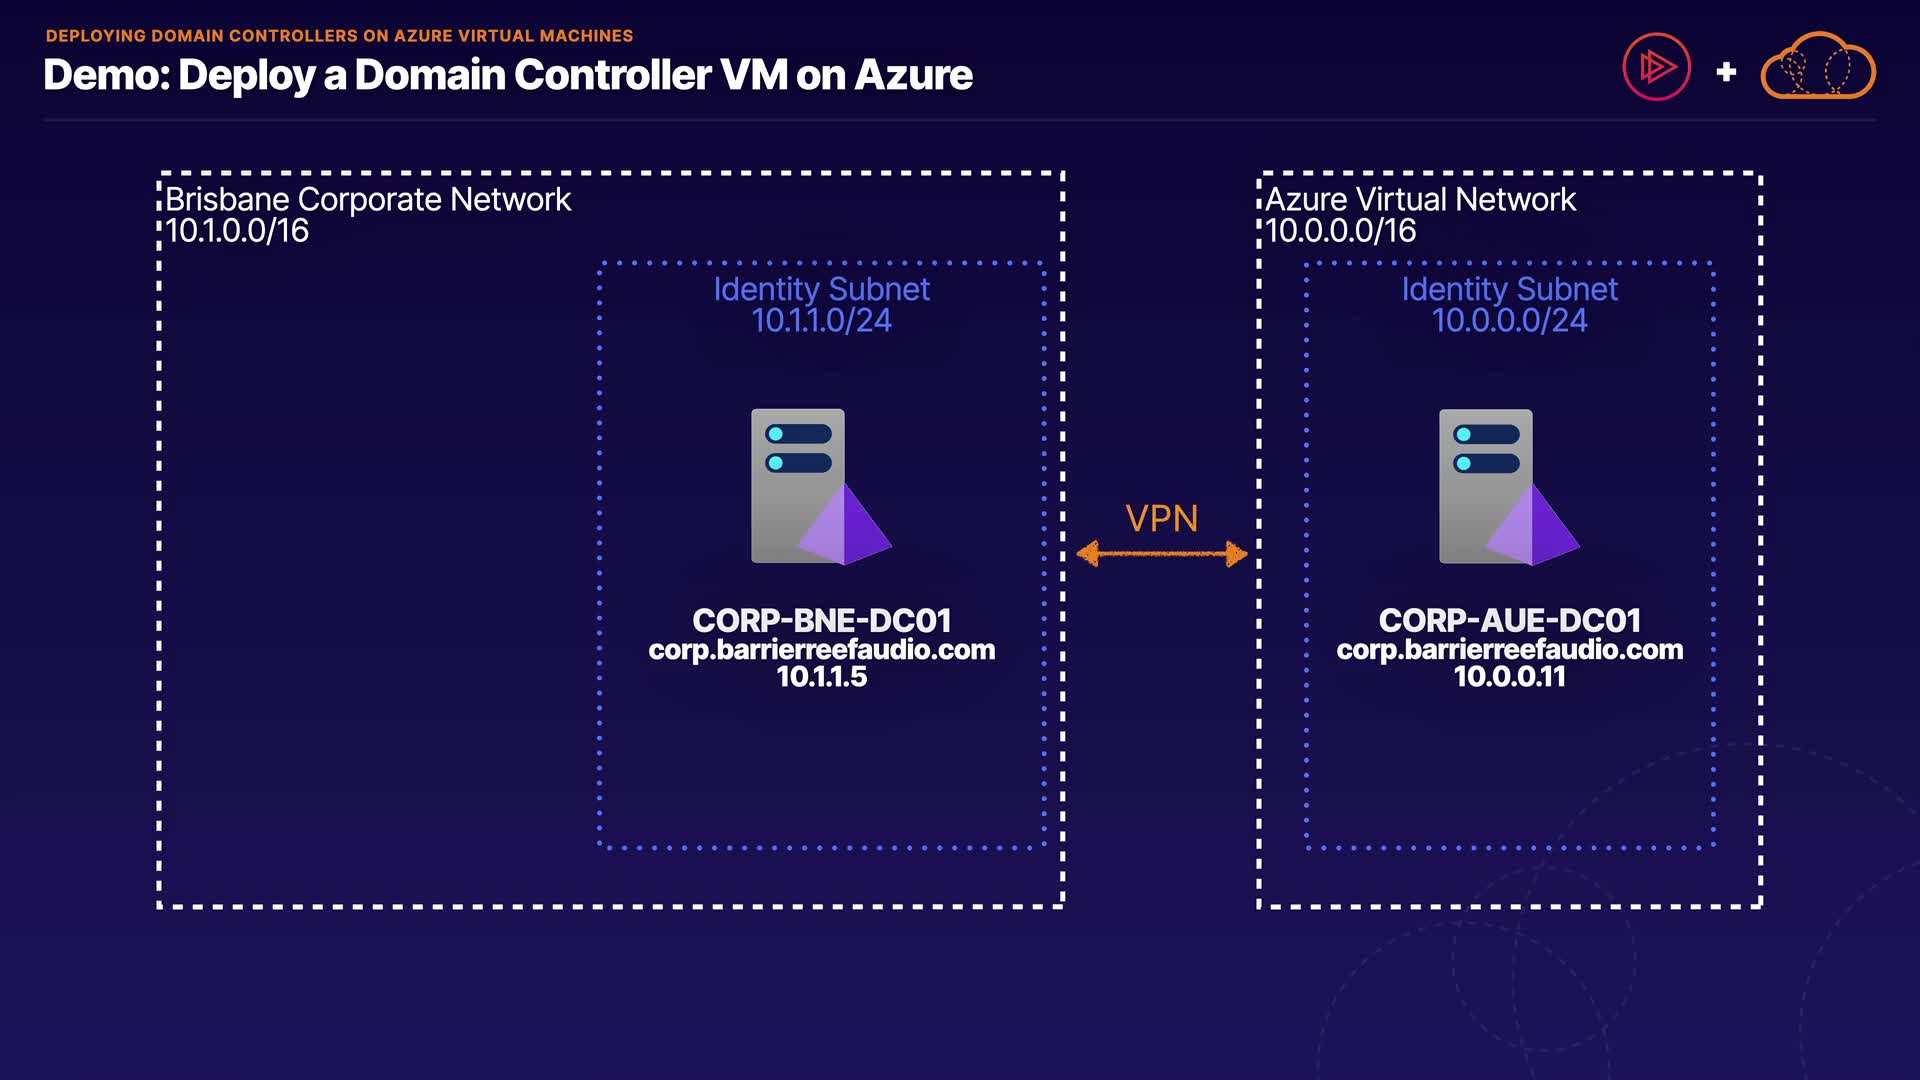 DEPLOYING DOMAIN CONTROLLERS ON AZURE VIRTUAL MACHINES
Demo: Deploy a Domain Controller VM on Azure
+
Brisbane Corporate Network
10.1.0.0/16
Identity Subnet
10.1.1.0/24
CORP-BNE-DC01
corp.barrierreefaudio.com
10.1.1.5
VPN
Azure Virtual Network
10.0.0.0/16
Identity Subnet
10.0.0.0/24
CORP-AUE-DC01
corp.barrierreefaudio.com
10.0.0.11